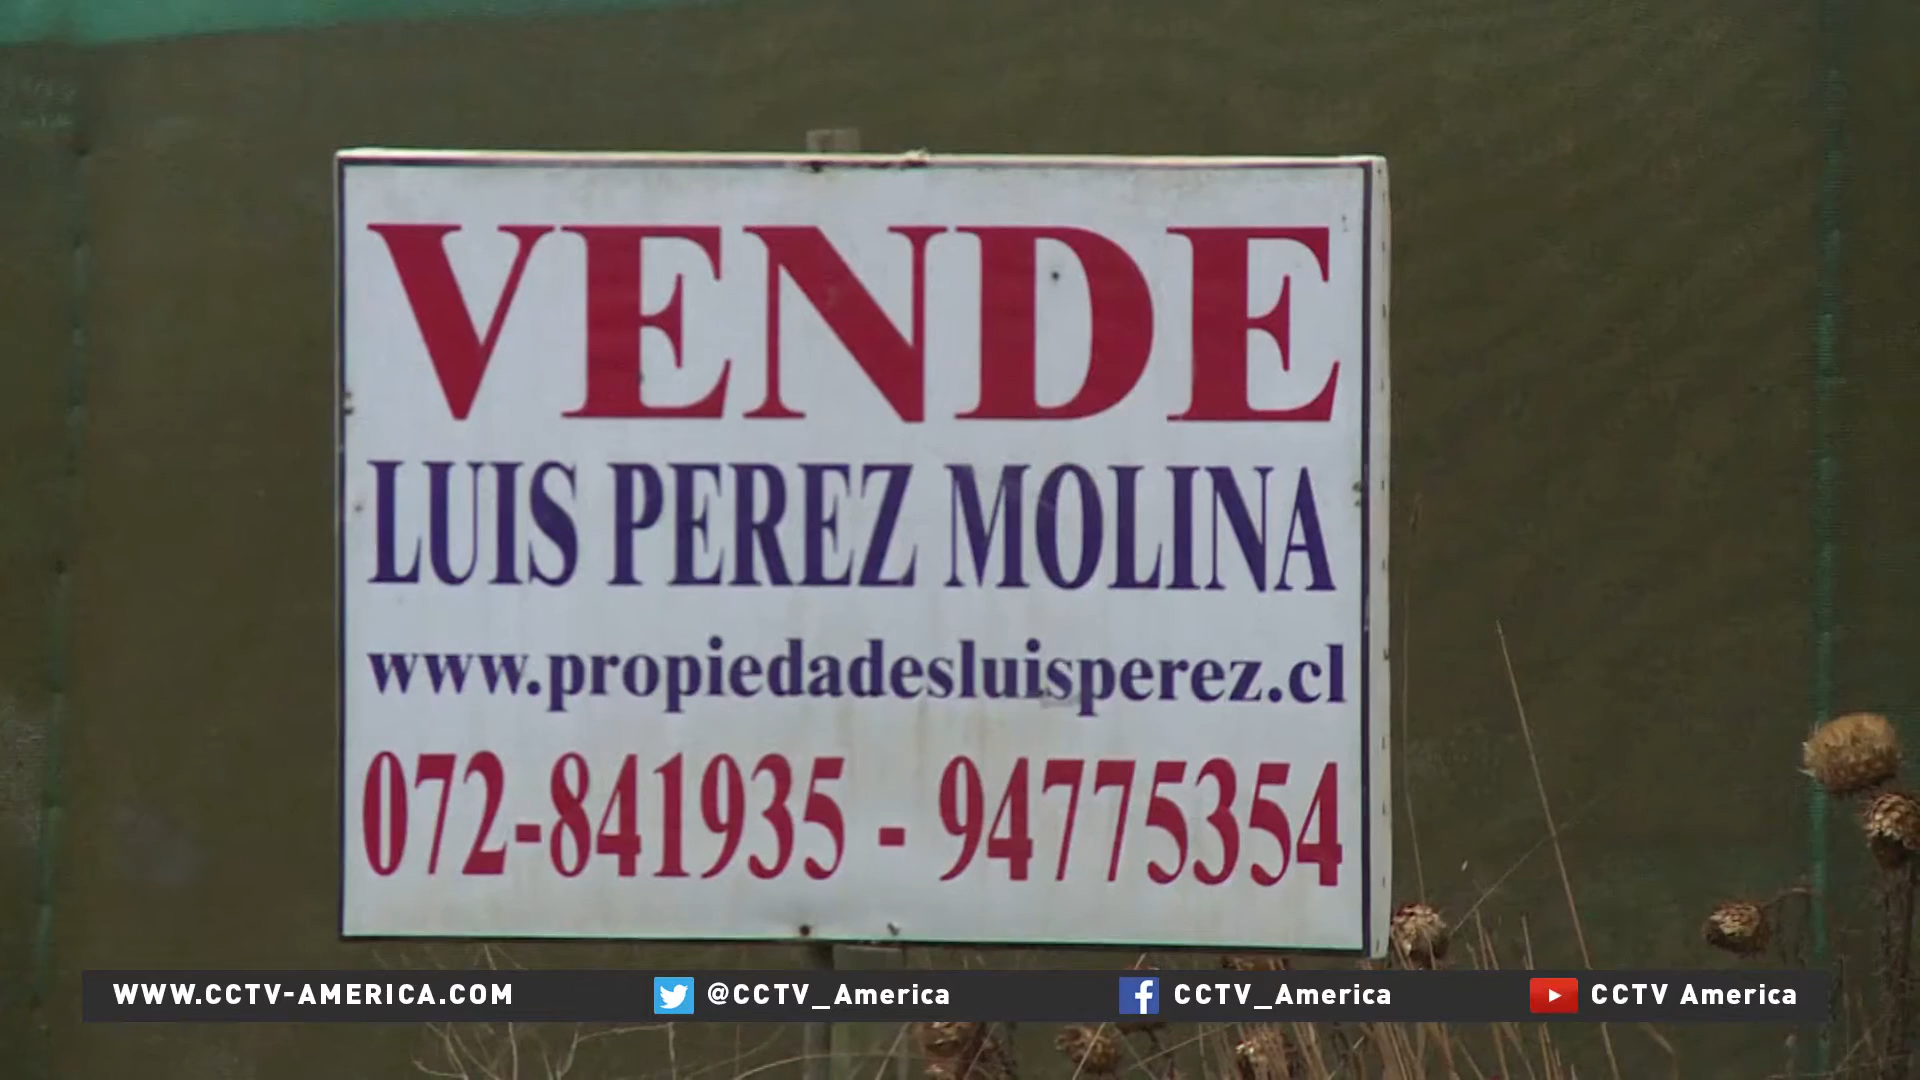 VENDE
LUIS PEREZ MOLINA
www.propiedadesluisperez.cl
072-841935 - 94775354
WWW.CCTV-AMERICA.COM @CCTV_America CCTV_America CCTV America